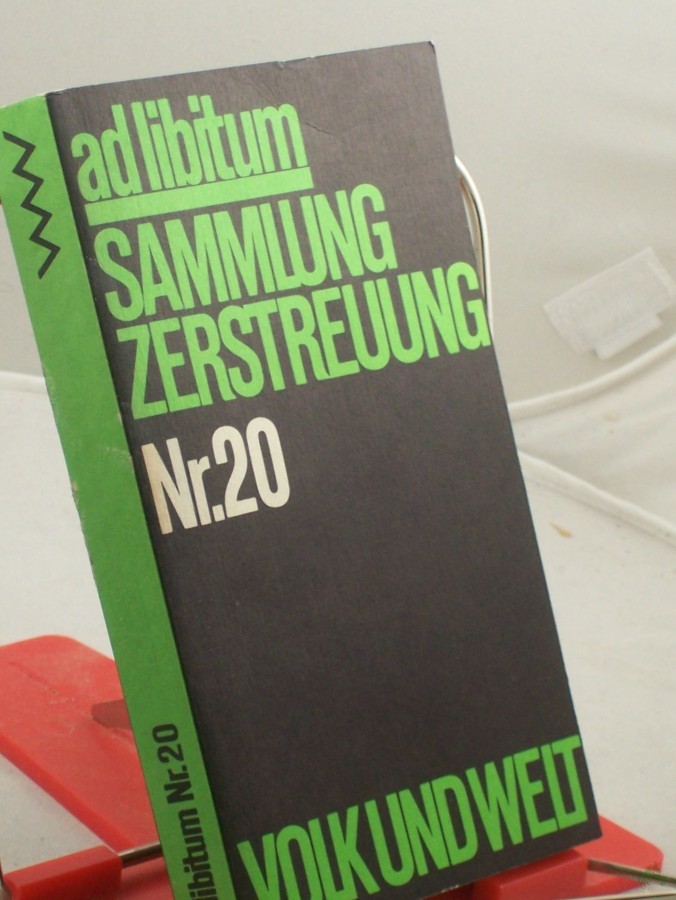 ad libitum
SAMMLUNG
ZERSTREUUNG
Nr.20
VOLK UND WELT
libitum Nr.20